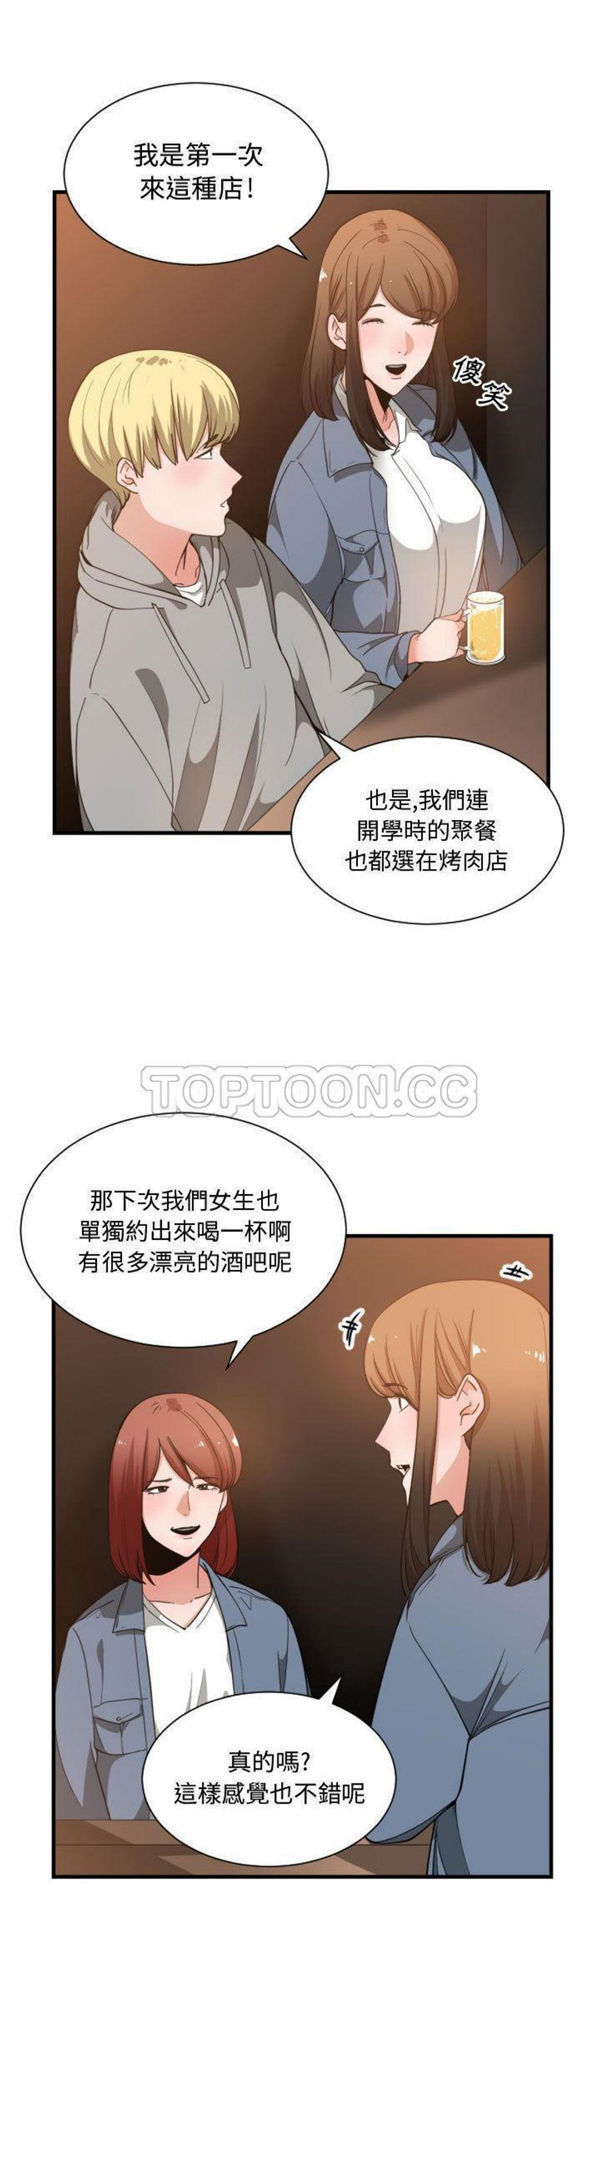 我是第一次
來這種店!
傻笑
也是,我們連
開學時的聚餐
也都選在烤肉店
TOPTOON.CC
那下次我們女生也
單獨約出來喝一杯啊
有很多漂亮的酒吧呢
真的嗎?
這樣感覺也不錯呢